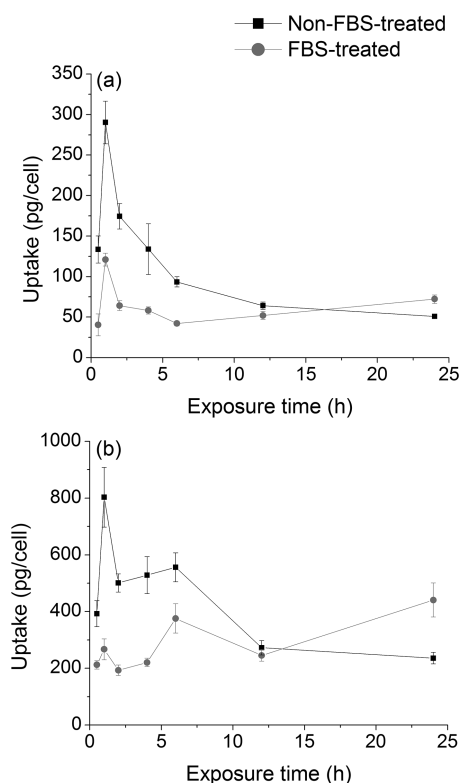 Non-FBS-treated
FBS-treated
(a)
350
300
250
200
150
100
50
0
Uptake (pg/cell)
0 5 10 15 20 25
Exposure time (h)
(b)
1000
800
600
400
200
0
Uptake (pg/cell)
0 5 10 15 20 25
Exposure time (h)